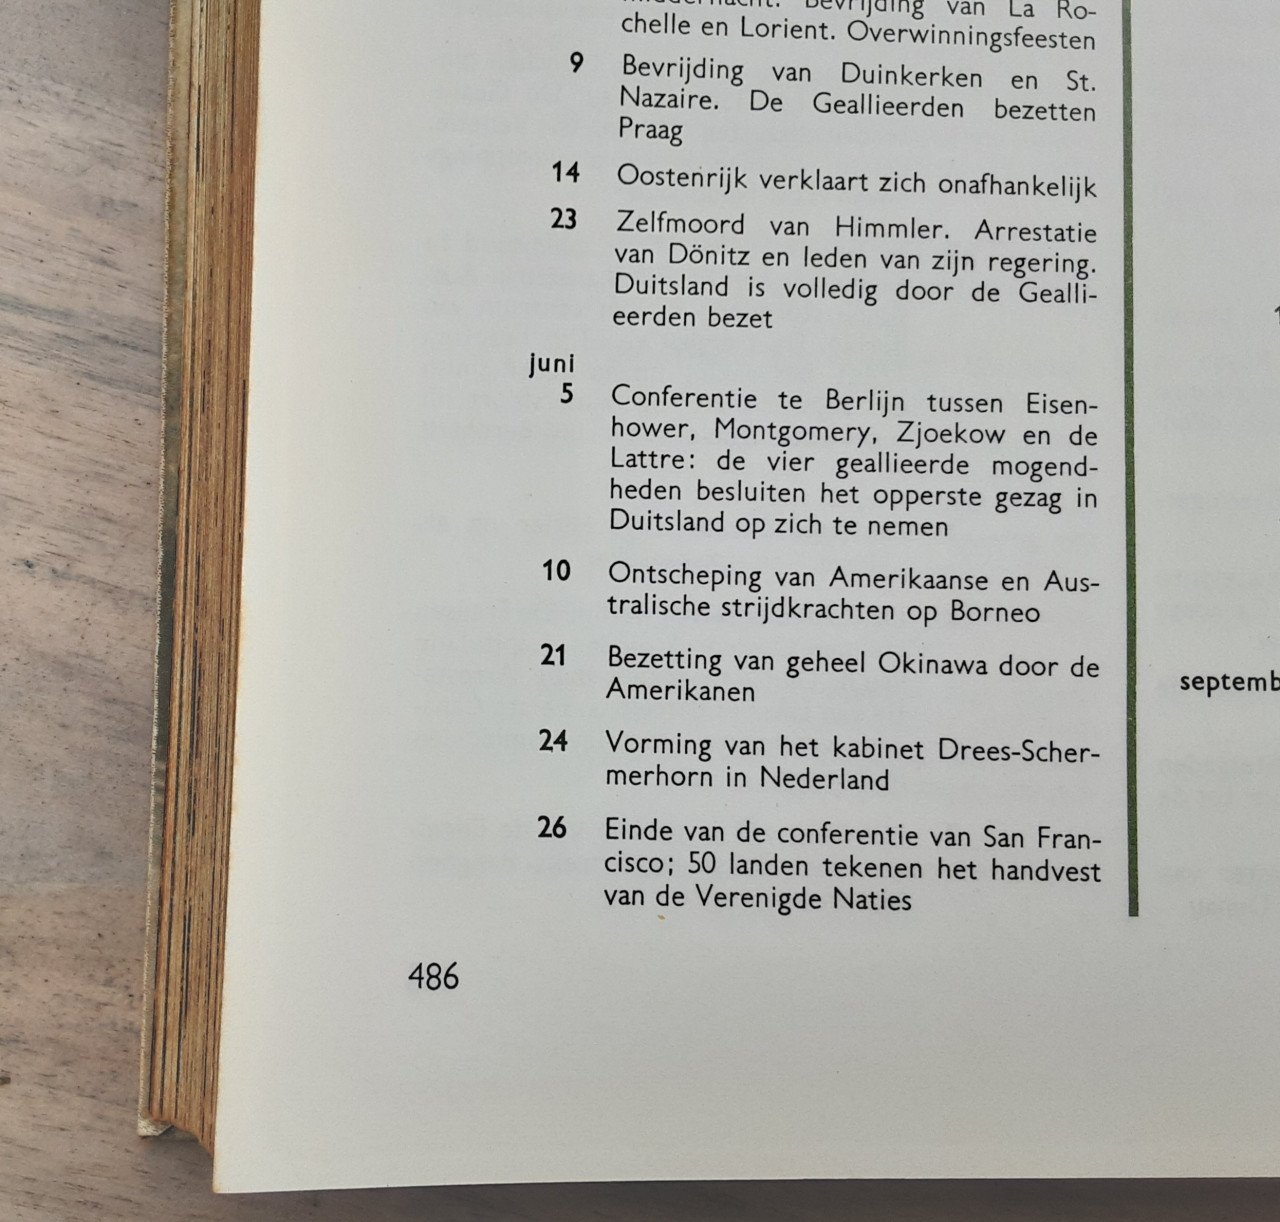 middernacht. Bevrijding van La Ro-
chelle en Lorient. Overwinningsfeesten
9 Bevrijding van Duinkerken en St.
Nazaire. De Geallieerden bezetten
Praag
14 Oostenrijk verklaart zich onafhankelijk
23 Zelfmoord van Himmler. Arrestatie
van Dönitz en leden van zijn regering.
Duitsland is volledig door de Gealli-
eerden bezet
juni
5 Conferentie te Berlijn tussen Eisen-
hower, Montgomery, Zjoekow en de
Lattre: de vier geallieerde mogend-
heden besluiten het opperste gezag in
Duitsland op zich te nemen
10 Ontscheping van Amerikaanse en Aus-
tralische strijdkrachten op Borneo
21 Bezetting van geheel Okinawa door de
Amerikanen
24 Vorming van het kabinet Drees-Scher-
merhorn in Nederland
26 Einde van de conferentie van San Fran-
cisco; 50 landen tekenen het handvest
van de Verenigde Naties
486
septemb